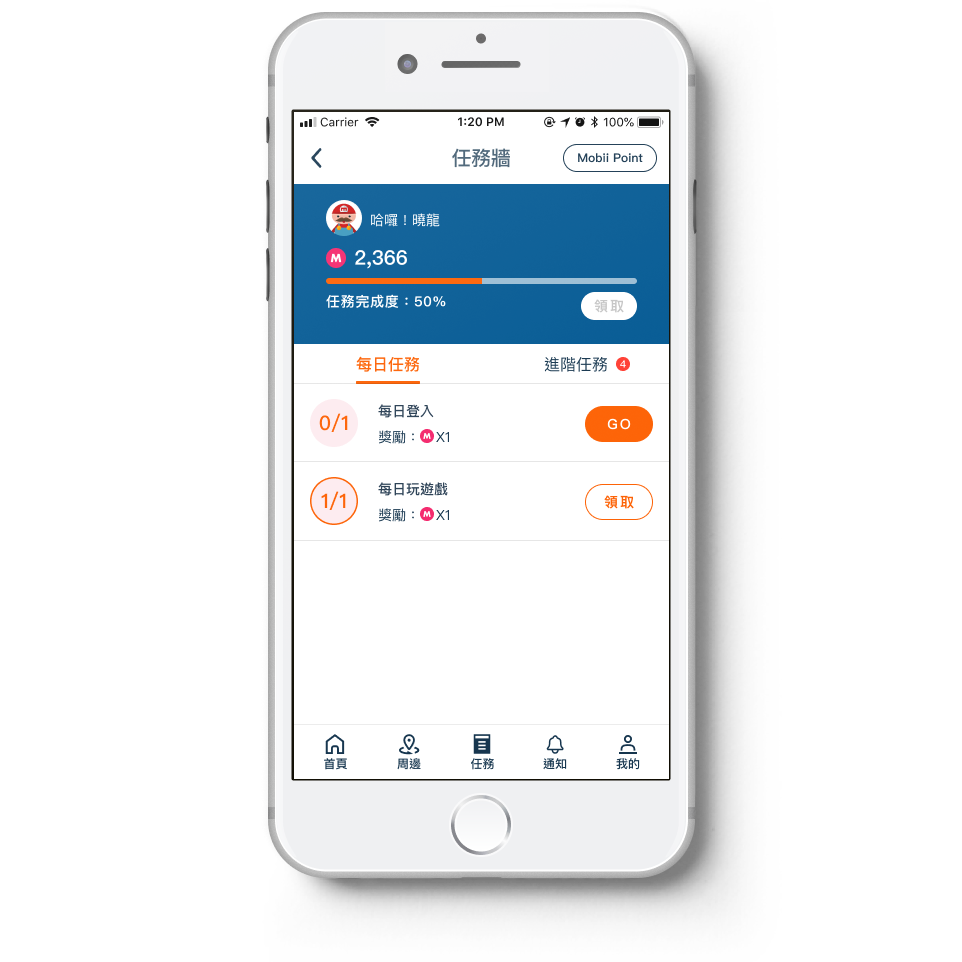 Carrier 1:20 PM 100%
任務牆 Mobii Point
哈囉！曉龍
M 2,366
任務完成度：50% 領取
每日任務 進階任務 4
0/1 每日登入 GO
獎勵：M X1
1/1 每日玩遊戲 領取
獎勵：M X1
首頁 周邊 任務 通知 我的